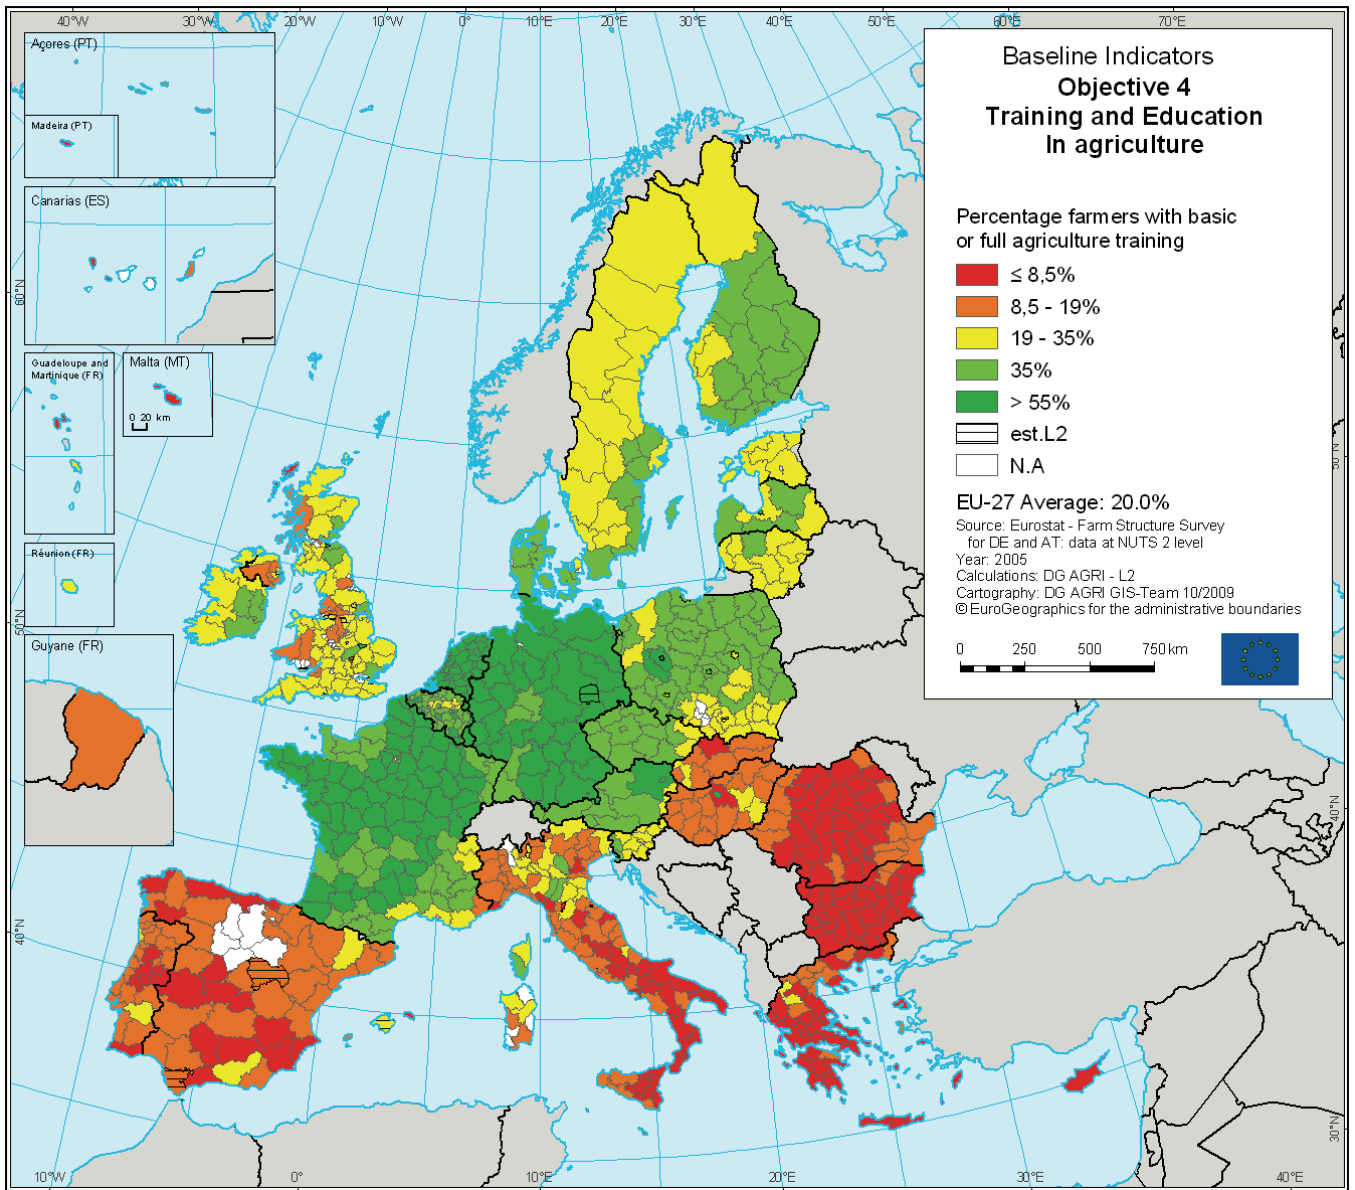 40°W
30°W
20°W
10°W
0°
10°E
20°E
30°E
40°E
50°E
60°E
70°E
Açores (PT)
Madeira (PT)
Canarias (ES)
Guadeloupe and
Martinique (FR)
Malta (MT)
0 20 km
Réunion (FR)
Guyane (FR)
Baseline Indicators
Objective 4
Training and Education
In agriculture
Percentage farmers with basic
or full agriculture training
≤ 8,5%
8,5 - 19%
19 - 35%
35%
> 55%
est.L2
N.A
EU-27 Average: 20.0%
Source: Eurostat - Farm Structure Survey
for DE and AT: data at NUTS 2 level
Year: 2005
Calculations: DG AGRI - L2
Cartography: DG AGRI GIS-Team 10/2009
© EuroGeographics for the administrative boundaries
0 250 500 750 km
60°N
50°N
40°N
50°N
40°N
30°N
10°W
0°
10°E
20°E
30°E
40°E